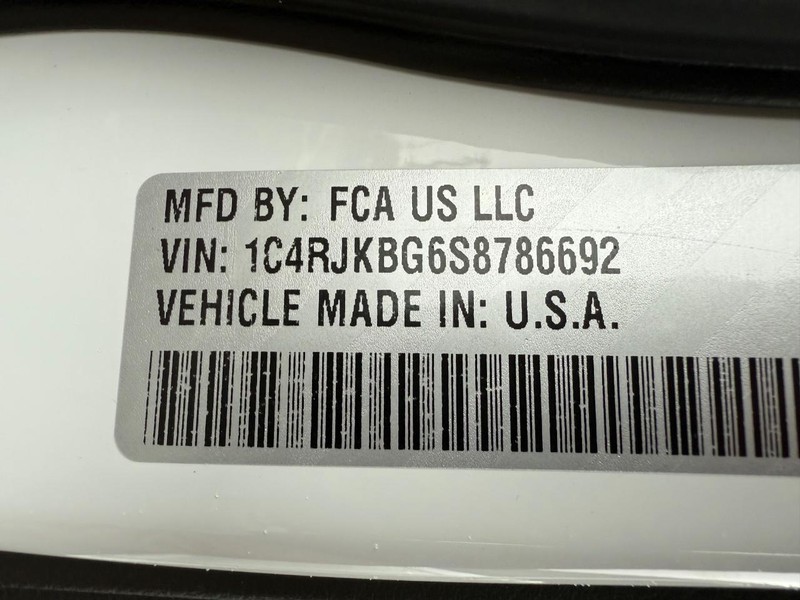 MFD BY: FCA US LLC
VIN: 1C4RJKBG6S8786692
VEHICLE MADE IN: U.S.A.